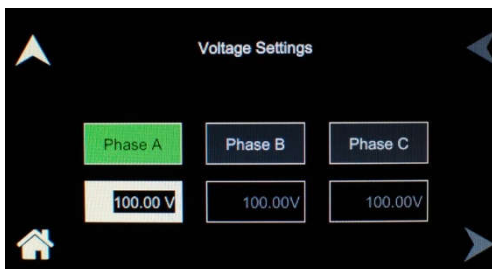 Voltage Settings
Phase A Phase B Phase C
100.00 V 100.00V 100.00V